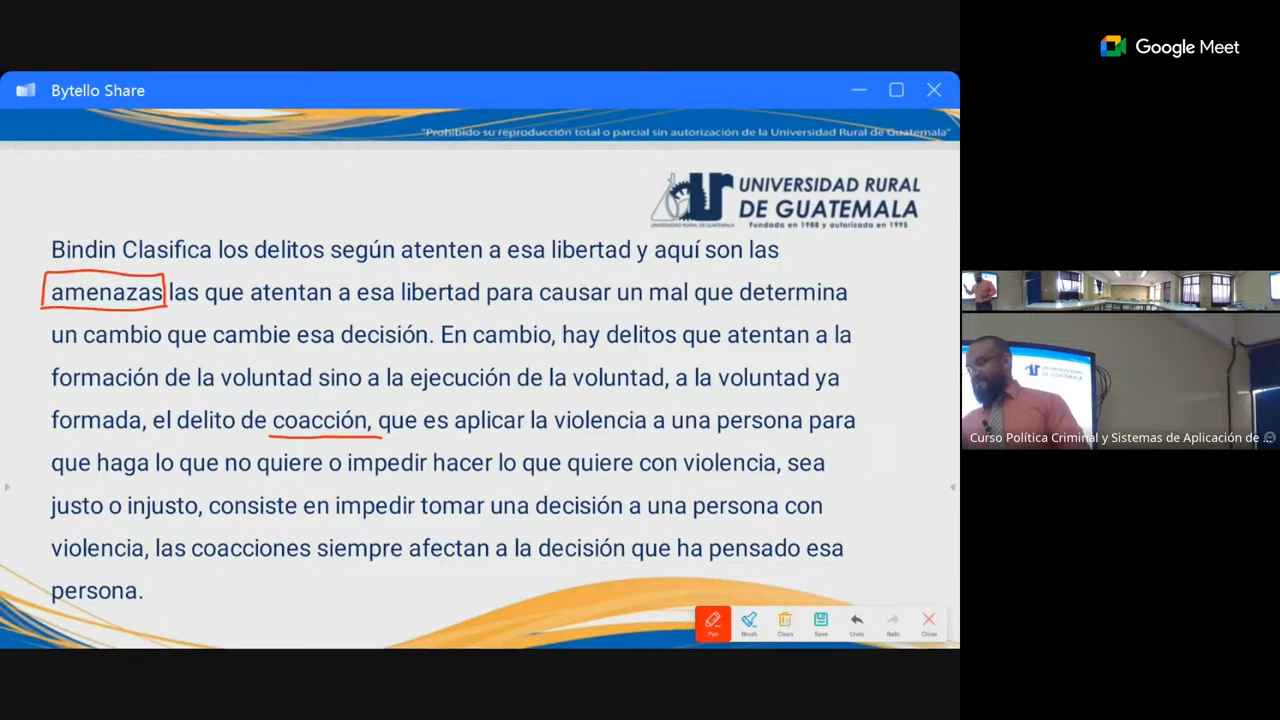 Google Meet
Bytello Share
"Prohibido su reproducción total o parcial sin autorización de la Universidad Rural de Guatemala"
UNIVERSIDAD RURAL
DE GUATEMALA
UNIVERSIDAD RURAL DE GUATEMALA
Fundada en 1988 y autorizada en 1995
Bindin Clasifica los delitos según atenten a esa libertad y aquí son las
amenazas las que atentan a esa libertad para causar un mal que determina
un cambio que cambie esa decisión. En cambio, hay delitos que atentan a la
formación de la voluntad sino a la ejecución de la voluntad, a la voluntad ya
formada, el delito de coacción, que es aplicar la violencia a una persona para
que haga lo que no quiere o impedir hacer lo que quiere con violencia, sea
justo o injusto, consiste en impedir tomar una decisión a una persona con
violencia, las coacciones siempre afectan a la decisión que ha pensado esa
persona.
Pen Brush Clean Save Undo Redo Close
Curso Política Criminal y Sistemas de Aplicación de ...